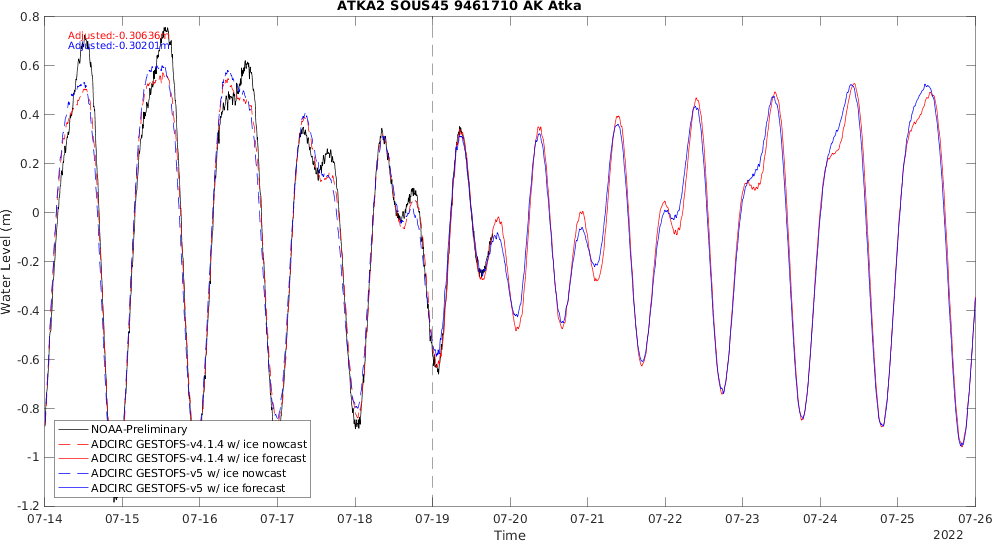 ATKA2 SOUS45 9461710 AK Atka
Adjusted:-0.30636m
Adjusted:-0.30201m
0.8
0.6
0.4
0.2
0
-0.2
-0.4
-0.6
-0.8
-1
-1.2
Water Level (m)
NOAA-Preliminary
ADCIRC GESTOFS-v4.1.4 w/ ice nowcast
ADCIRC GESTOFS-v4.1.4 w/ ice forecast
ADCIRC GESTOFS-v5 w/ ice nowcast
ADCIRC GESTOFS-v5 w/ ice forecast
07-14 07-15 07-16 07-17 07-18 07-19 07-20 07-21 07-22 07-23 07-24 07-25 07-26
Time
2022